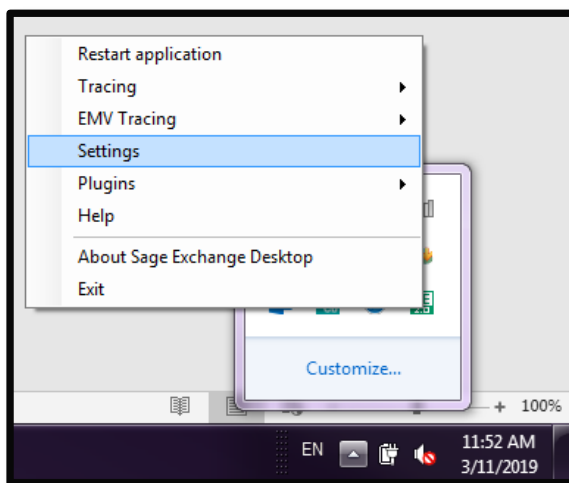 Restart application
Tracing
EMV Tracing
Settings
Plugins
Help
About Sage Exchange Desktop
Exit
Customize...
100%
EN
11:52 AM
3/11/2019